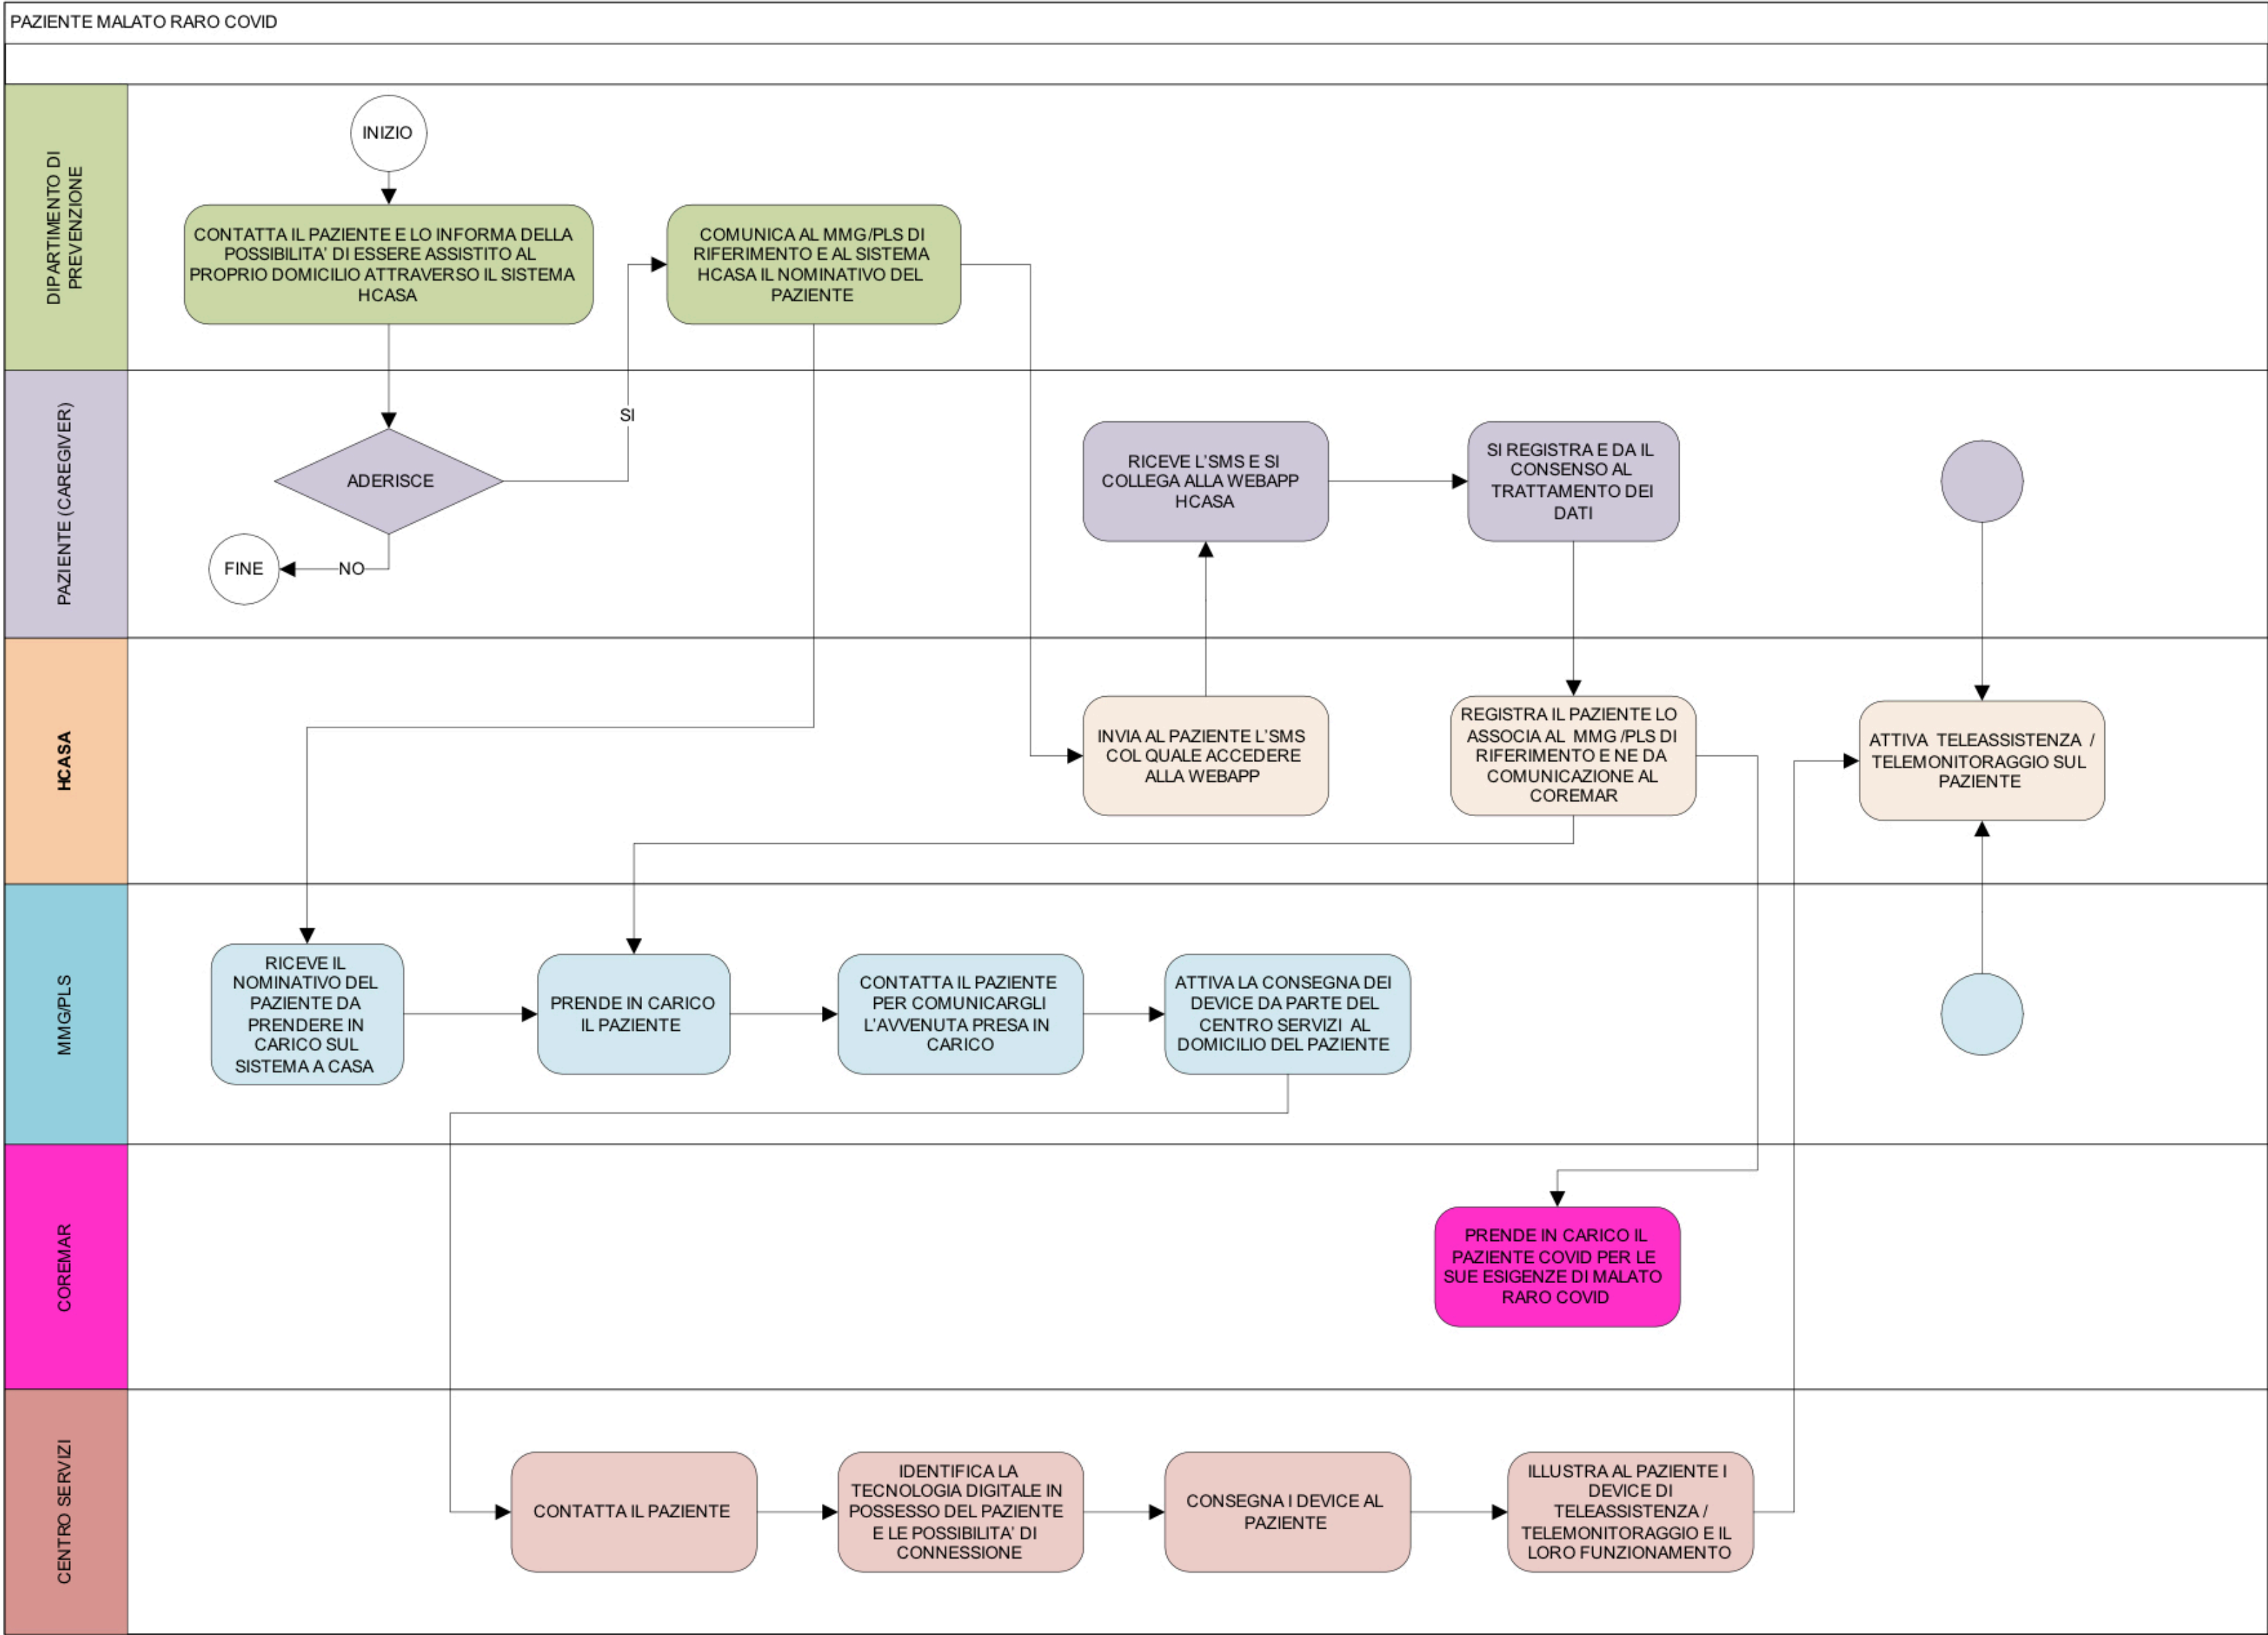 PAZIENTE MALATO RARO COVID
DIPARTIMENTO DI
PREVENZIONE
INIZIO
CONTATTA IL PAZIENTE E LO INFORMA DELLA
POSSIBILITA' DI ESSERE ASSISTITO AL
PROPRIO DOMICILIO ATTRAVERSO IL SISTEMA
HCASA
COMUNICA AL MMG/PLS DI
RIFERIMENTO E AL SISTEMA
HCASA IL NOMINATIVO DEL
PAZIENTE
PAZIENTE (CAREGIVER)
ADERISCE
SI
NO
FINE
RICEVE L'SMS E SI
COLLEGA ALLA WEBAPP
HCASA
SI REGISTRA E DA IL
CONSENSO AL
TRATTAMENTO DEI
DATI
HCASA
INVIA AL PAZIENTE L'SMS
COL QUALE ACCEDERE
ALLA WEBAPP
REGISTRA IL PAZIENTE LO
ASSOCIA AL MMG /PLS DI
RIFERIMENTO E NE DA
COMUNICAZIONE AL
COREMAR
ATTIVA TELEASSISTENZA /
TELEMONITORAGGIO SUL
PAZIENTE
MMG/PLS
RICEVE IL
NOMINATIVO DEL
PAZIENTE DA
PRENDERE IN
CARICO SUL
SISTEMA A CASA
PRENDE IN CARICO
IL PAZIENTE
CONTATTA IL PAZIENTE
PER COMUNICARGLI
L'AVVENUTA PRESA IN
CARICO
ATTIVA LA CONSEGNA DEI
DEVICE DA PARTE DEL
CENTRO SERVIZI AL
DOMICILIO DEL PAZIENTE
COREMAR
PRENDE IN CARICO IL
PAZIENTE COVID PER LE
SUE ESIGENZE DI MALATO
RARO COVID
CENTRO SERVIZI
CONTATTA IL PAZIENTE
IDENTIFICA LA
TECNOLOGIA DIGITALE IN
POSSESSO DEL PAZIENTE
E LE POSSIBILITA' DI
CONNESSIONE
CONSEGNA I DEVICE AL
PAZIENTE
ILLUSTRA AL PAZIENTE I
DEVICE DI
TELEASSISTENZA /
TELEMONITORAGGIO E IL
LORO FUNZIONAMENTO